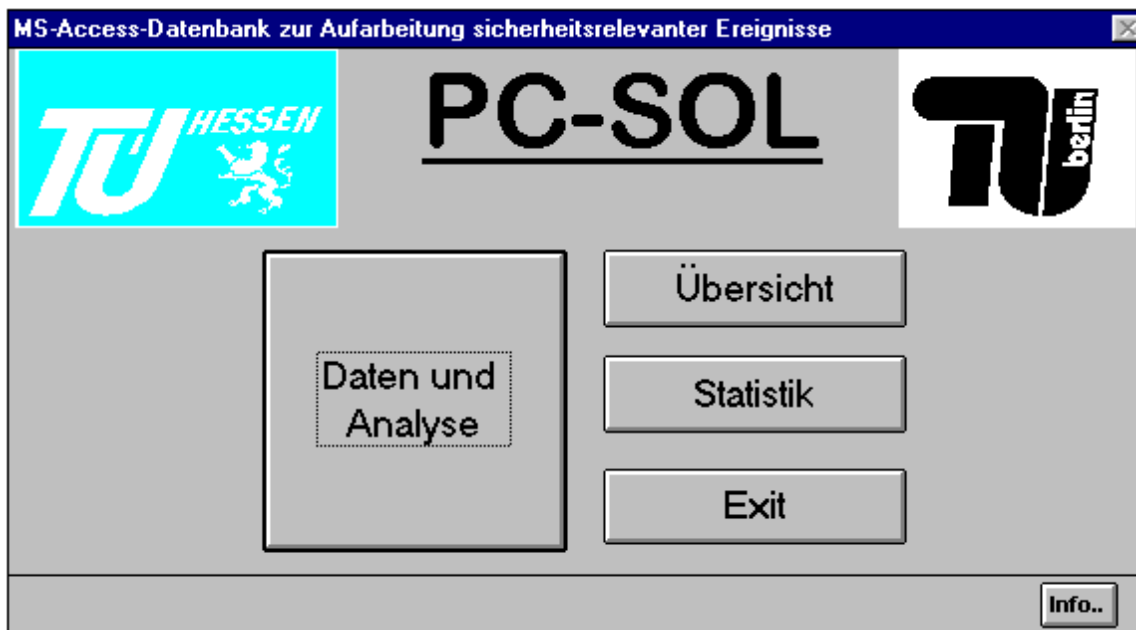 MS-Access-Datenbank zur Aufarbeitung sicherheitsrelevanter Ereignisse
TÜ HESSEN
PC-SOL
TU berlin
Übersicht
Daten und
Analyse
Statistik
Exit
Info..